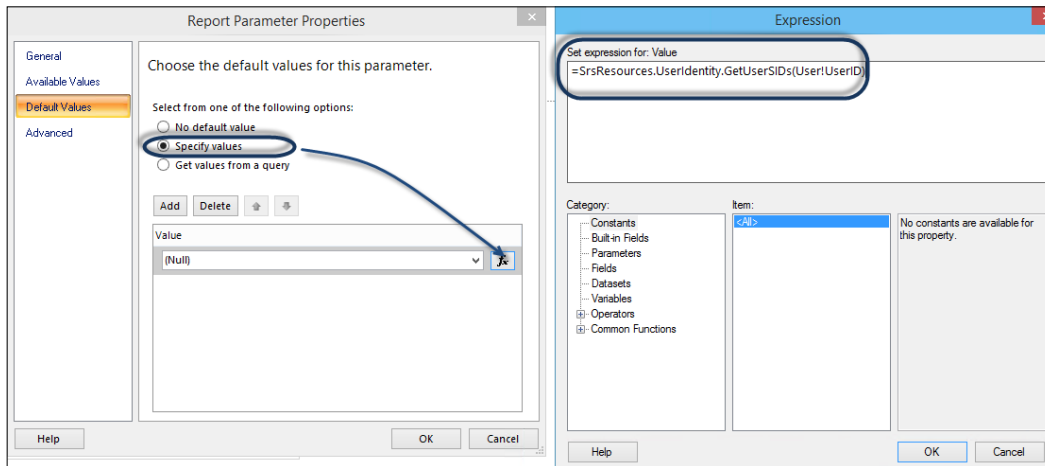 Report Parameter Properties
General
Available Values
Default Values
Advanced
Choose the default values for this parameter.
Select from one of the following options:
No default value
Specify values
Get values from a query
Add Delete
Value
(Null)
fx
Help OK Cancel
Expression
Set expression for: Value
=SrsResources.UserIdentity.GetUserSIDs(User!UserID)
Category:
Constants
Built-in Fields
Parameters
Fields
Datasets
Variables
Operators
Common Functions
Item:
<All>
No constants are available for
this property.
Help OK Cancel